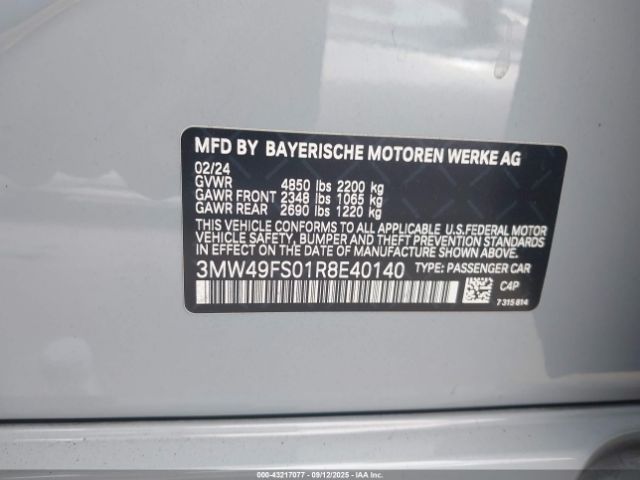 MFD BY BAYERISCHE MOTOREN WERKE AG
02/24
GVWR 4850 lbs 2200 kg
GAWR FRONT 2348 lbs 1065 kg
GAWR REAR 2690 lbs 1220 kg
THIS VEHICLE CONFORMS TO ALL APPLICABLE U.S.FEDERAL MOTOR
VEHICLE SAFETY, BUMPER, AND THEFT PREVENTION STANDARDS
IN EFFECT ON THE DATE OF MANUFACTURE SHOWN ABOVE.
3MW49FS01R8E40140 TYPE: PASSENGER CAR
C4P
7315814
000-43217077 - 09/12/2025 - IAA, Inc.